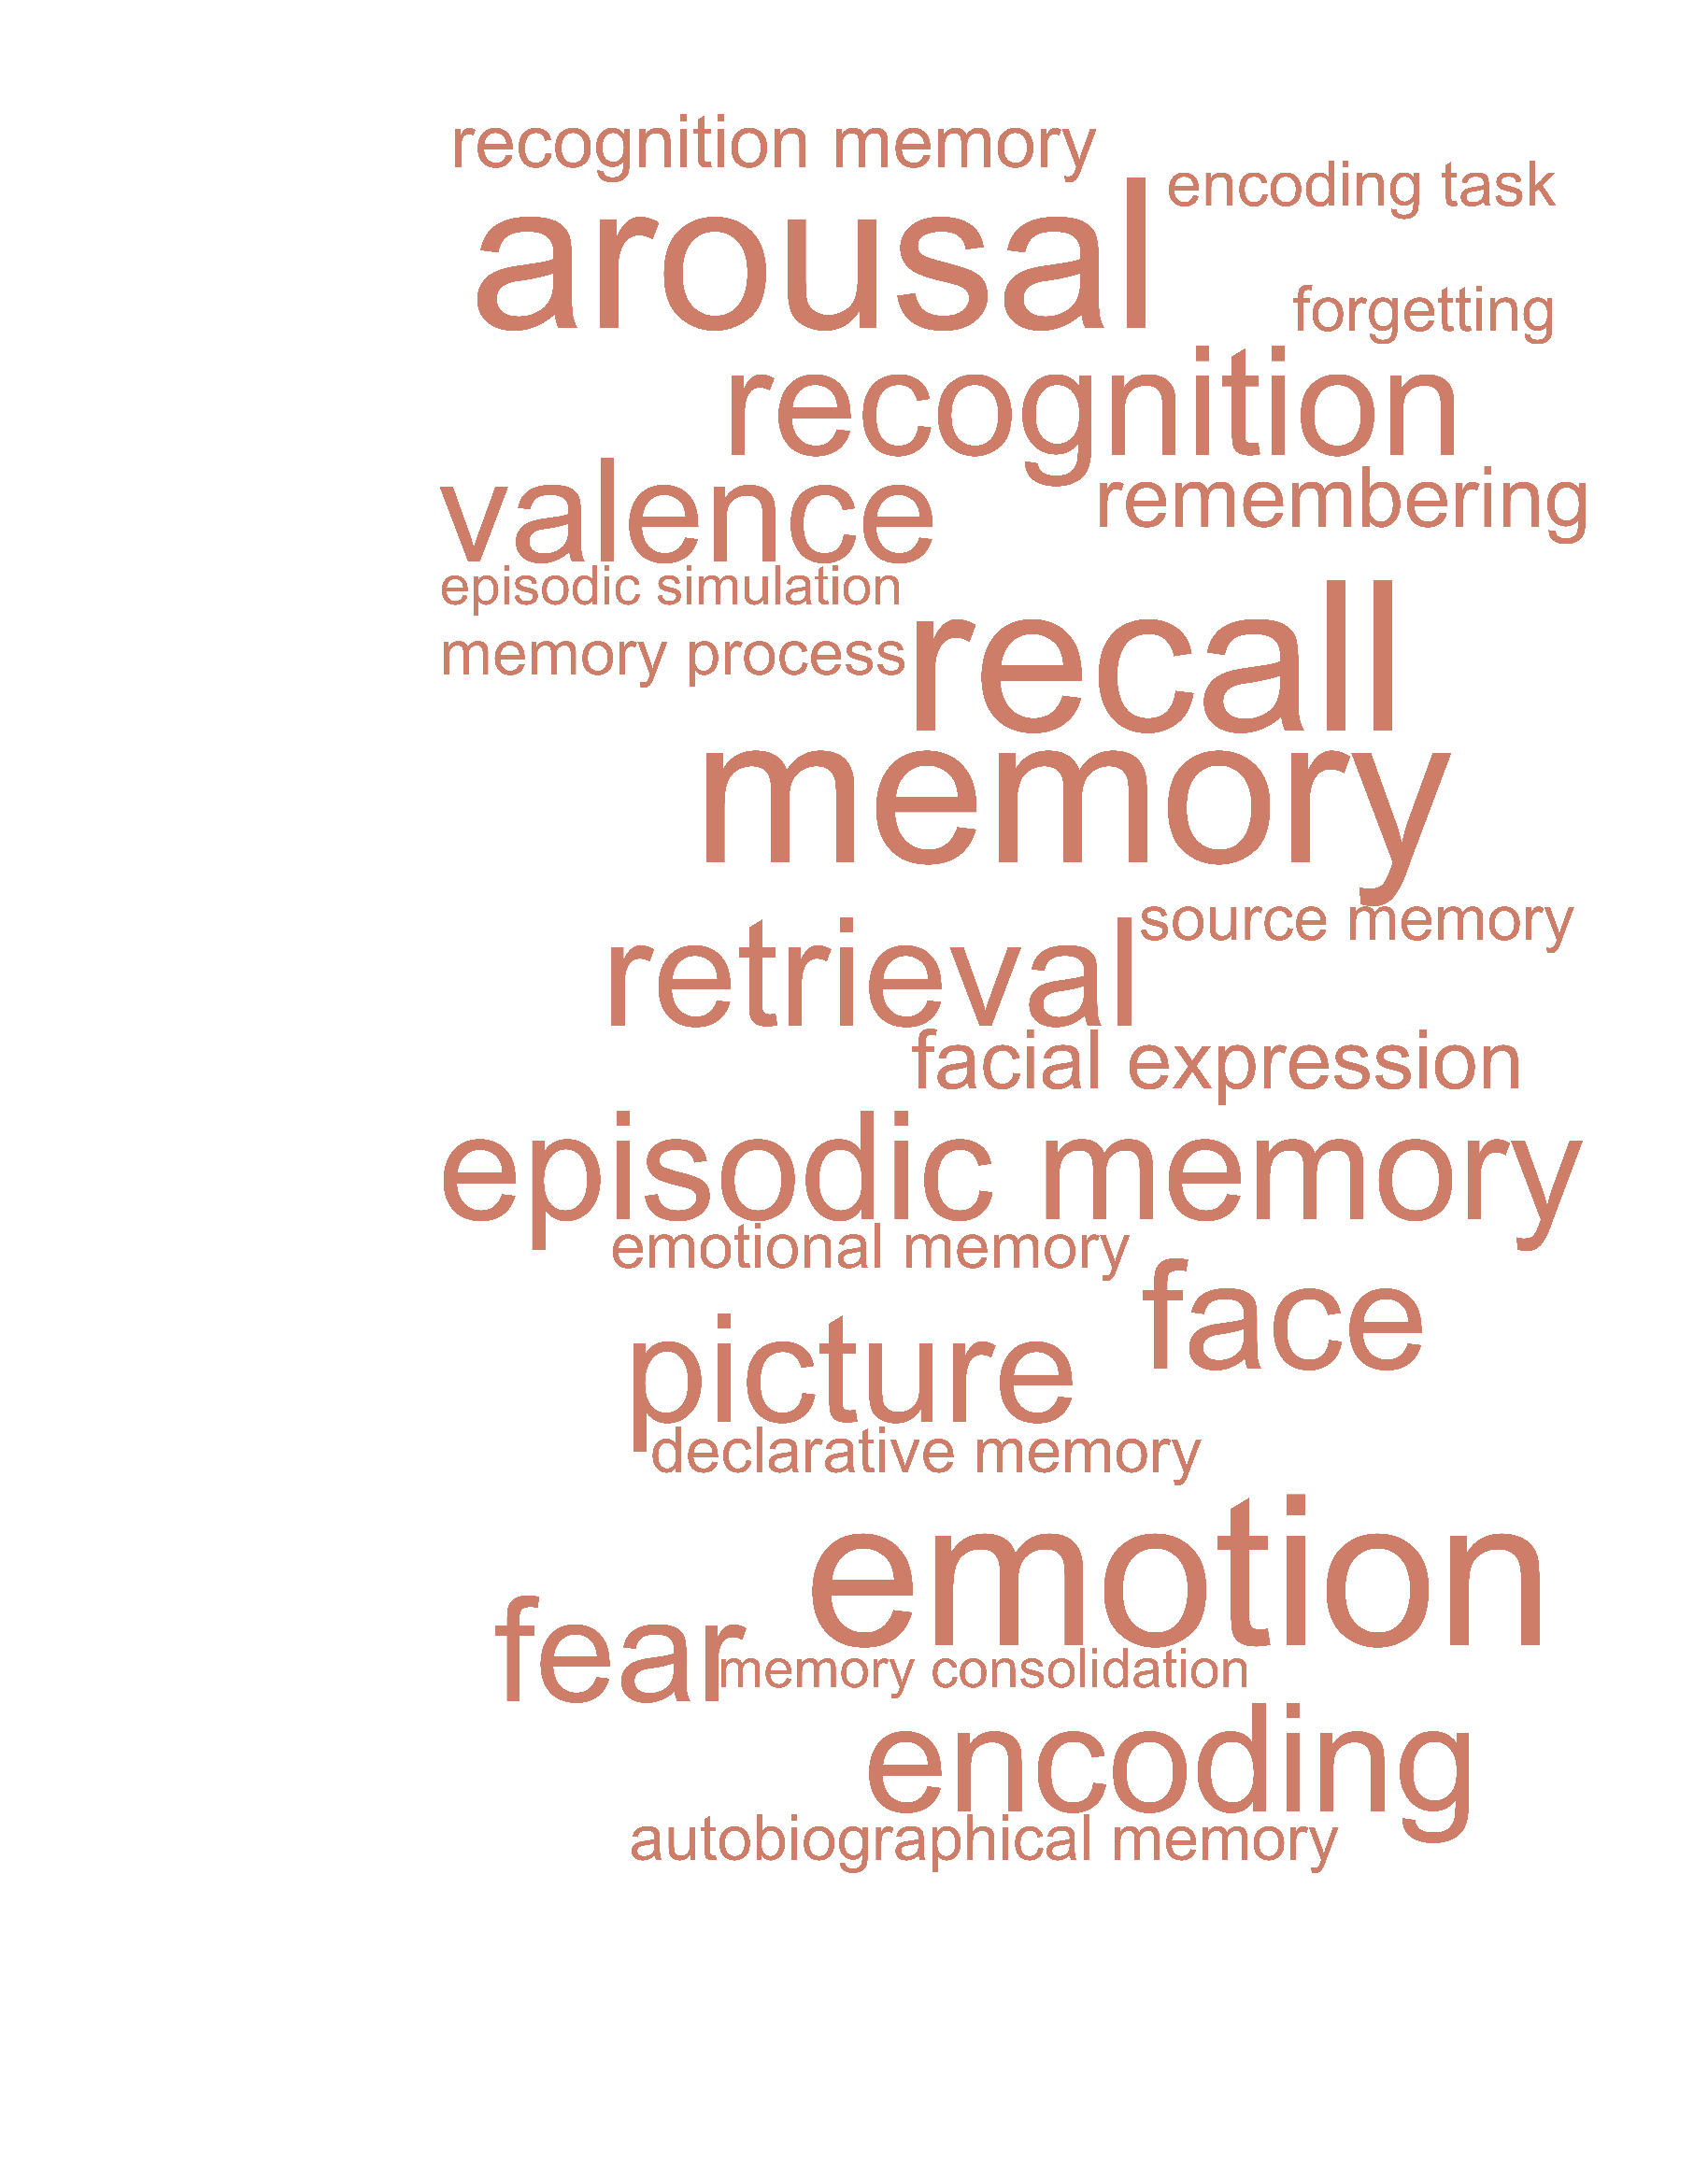 recognition memory
encoding task
arousal
forgetting
recognition
valence
remembering
episodic simulation
recall
memory process
memory
source memory
retrieval
facial expression
episodic memory
emotional memory
face
picture
declarative memory
emotion
fear
memory consolidation
encoding
autobiographical memory